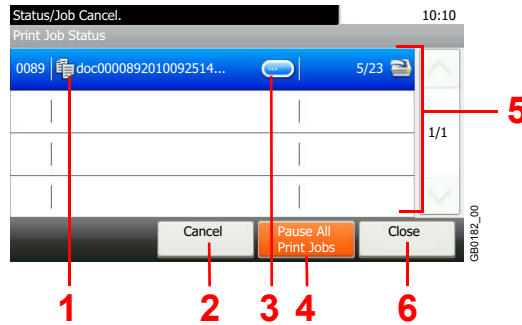 Status/Job Cancel.
10:10
Print Job Status
0089 doc0000892010092514... ... 5/23
5
1/1
Cancel
Pause All
Print Jobs
Close
GB0182_00
1 2 3 4 6